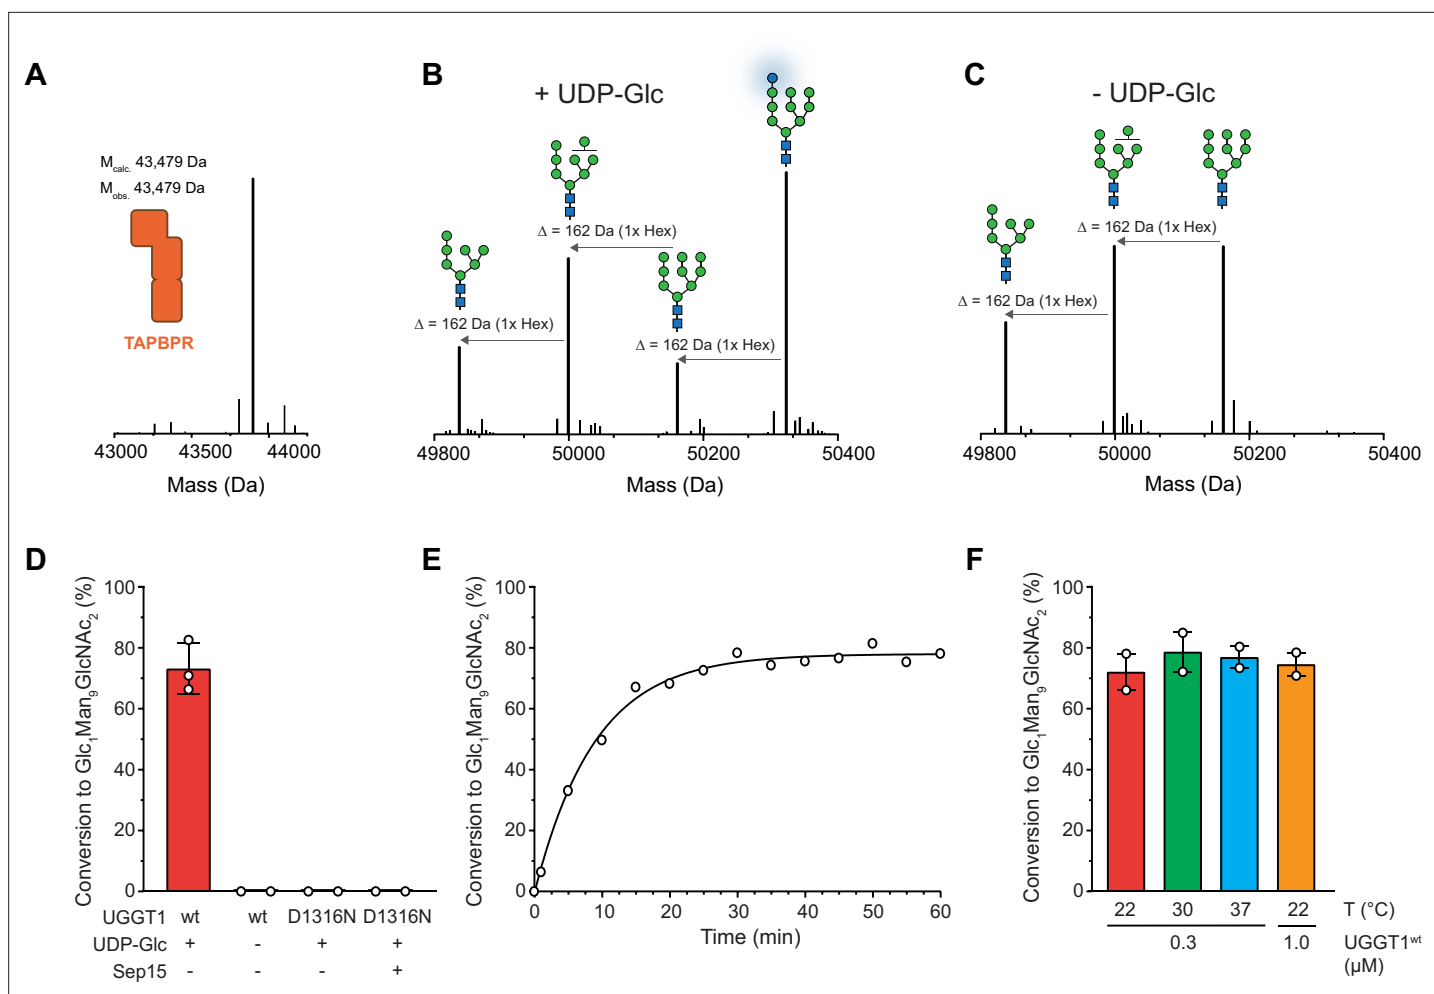 A
M calc. 43,479 Da
M obs. 43,479 Da
TAPBPR
43000 43500 44000
Mass (Da)
B
+ UDP-Glc
Δ = 162 Da (1x Hex)
Δ = 162 Da (1x Hex)
Δ = 162 Da (1x Hex)
49800 50000 50200 50400
Mass (Da)
C
- UDP-Glc
Δ = 162 Da (1x Hex)
Δ = 162 Da (1x Hex)
49800 50000 50200 50400
Mass (Da)
D
Conversion to Glc₁Man₉GlcNAc₂ (%)
100
80
60
40
20
0
UGGT1 wt wt D1316N D1316N
UDP-Glc + - + +
Sep15 - - - +
E
Conversion to Glc₁Man₉GlcNAc₂ (%)
100
80
60
40
20
0
0 10 20 30 40 50 60
Time (min)
F
Conversion to Glc₁Man₉GlcNAc₂ (%)
100
80
60
40
20
0
22 30 37 22 T (°C)
0.3 1.0 UGGT1ʷᵗ
(µM)